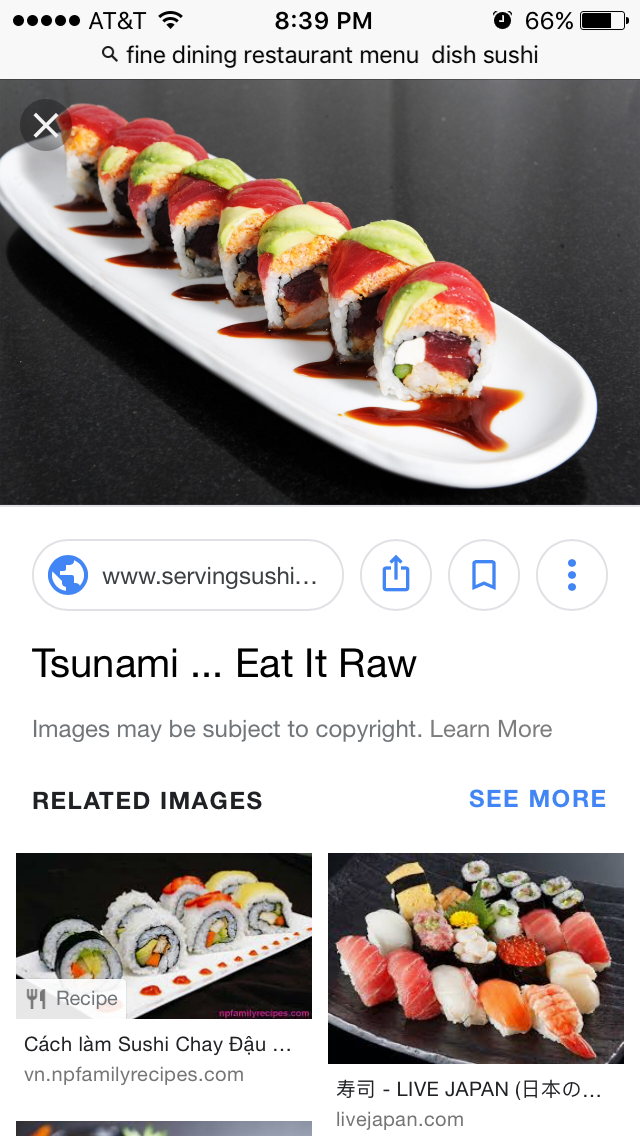 AT&T 8:39 PM 66%
fine dining restaurant menu dish sushi
www.servingsushi...
Tsunami ... Eat It Raw
Images may be subject to copyright. Learn More
RELATED IMAGES SEE MORE
Recipe
npfamilyrecipes.com
Cách làm Sushi Chay Đậu ...
vn.npfamilyrecipes.com
寿司 - LIVE JAPAN (日本の...
livejapan.com